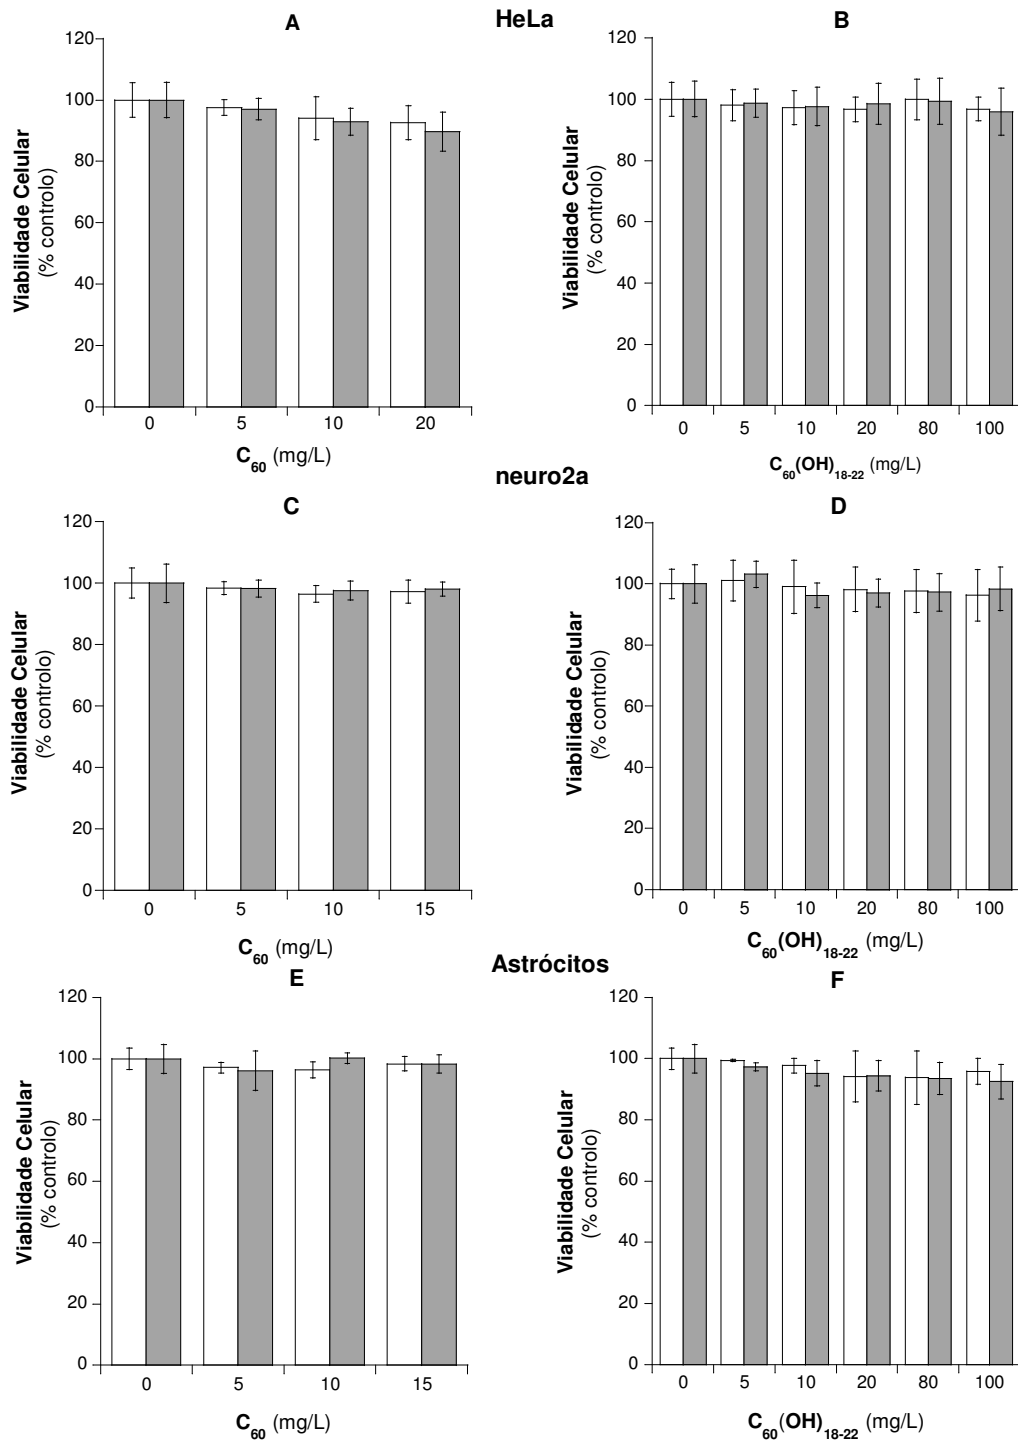 HeLa
A
Viabilidade Celular
(% controlo)
120
100
80
60
40
20
0
0 5 10 20
C₆₀ (mg/L)
B
Viabilidade Celular
(% controlo)
120
100
80
60
40
20
0
0 5 10 20 80 100
C₆₀(OH)₁₈₋₂₂ (mg/L)
neuro2a
C
Viabilidade Celular
(% controlo)
120
100
80
60
40
20
0
0 5 10 15
C₆₀ (mg/L)
D
Viabilidade Celular
(% controlo)
120
100
80
60
40
20
0
0 5 10 20 80 100
C₆₀(OH)₁₈₋₂₂ (mg/L)
Astrócitos
E
Viabilidade Celular
(% controlo)
120
100
80
60
40
20
0
0 5 10 15
C₆₀ (mg/L)
F
Viabilidade Celular
(% controlo)
120
100
80
60
40
20
0
0 5 10 20 80 100
C₆₀(OH)₁₈₋₂₂ (mg/L)